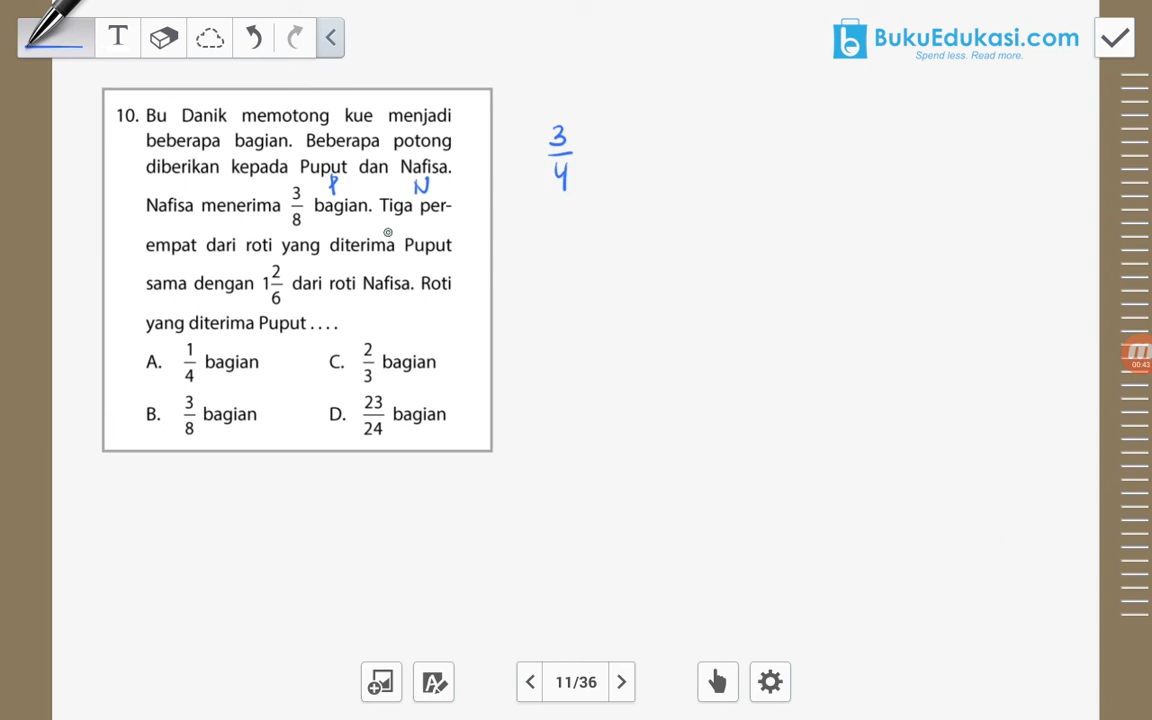 T
BukuEdukasi.com
Spend less. Read more.
10. Bu Danik memotong kue menjadi
beberapa bagian. Beberapa potong
diberikan kepada Puput dan Nafisa.
P N
Nafisa menerima 3/8 bagian. Tiga per-
empat dari roti yang diterima Puput
sama dengan 1 2/6 dari roti Nafisa. Roti
yang diterima Puput . . . .
A. 1/4 bagian C. 2/3 bagian
B. 3/8 bagian D. 23/24 bagian
3/4
00:43
11/36